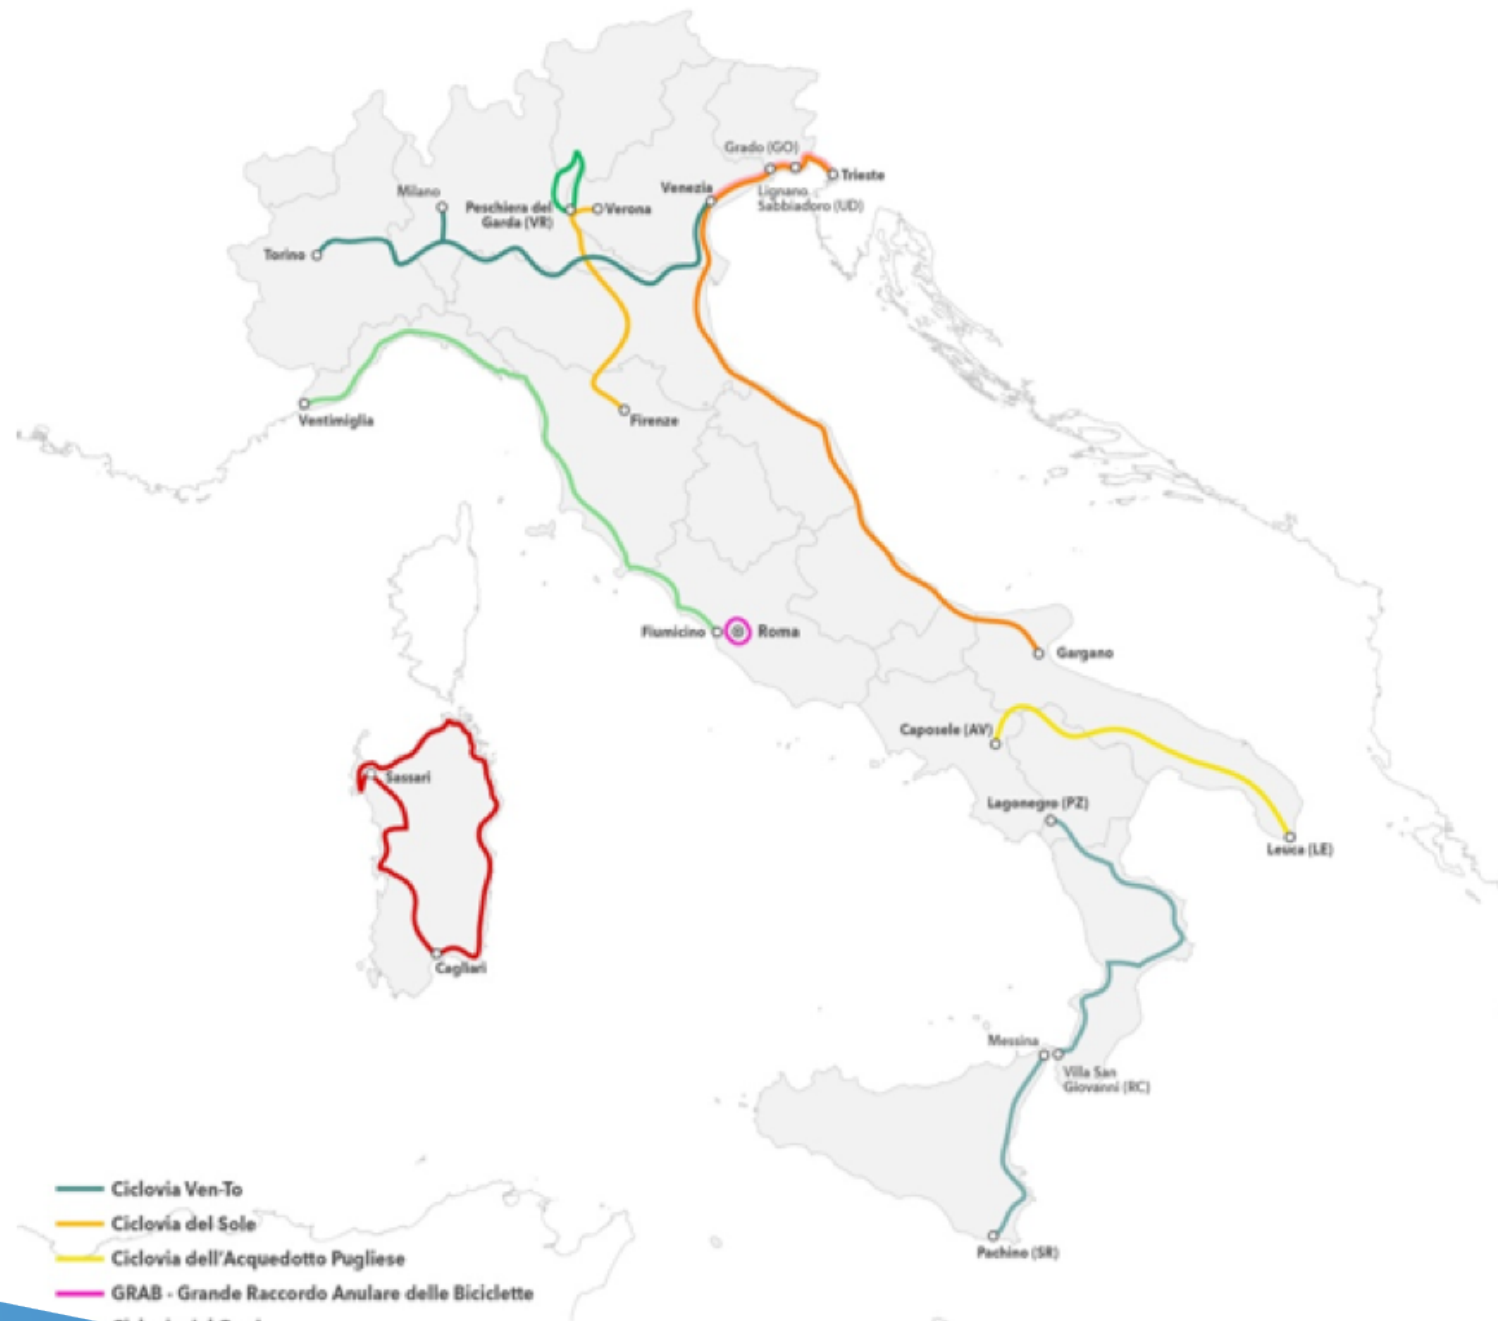 Grado (GO)
Trieste
Milano
Venezia
Lignano
Sabbiadoro (UD)
Peschiera del
Garda (VR)
Verona
Torino
Ventimiglia
Firenze
Fiumicino
Roma
Gargano
Caposele (AV)
Sassari
Lagonegro (PZ)
Leuca (LE)
Cagliari
Messina
Villa San
Giovanni (RC)
Pachino (SR)
Ciclovia Ven-To
Ciclovia del Sole
Ciclovia dell'Acquedotto Pugliese
GRAB - Grande Raccordo Anulare delle Biciclette